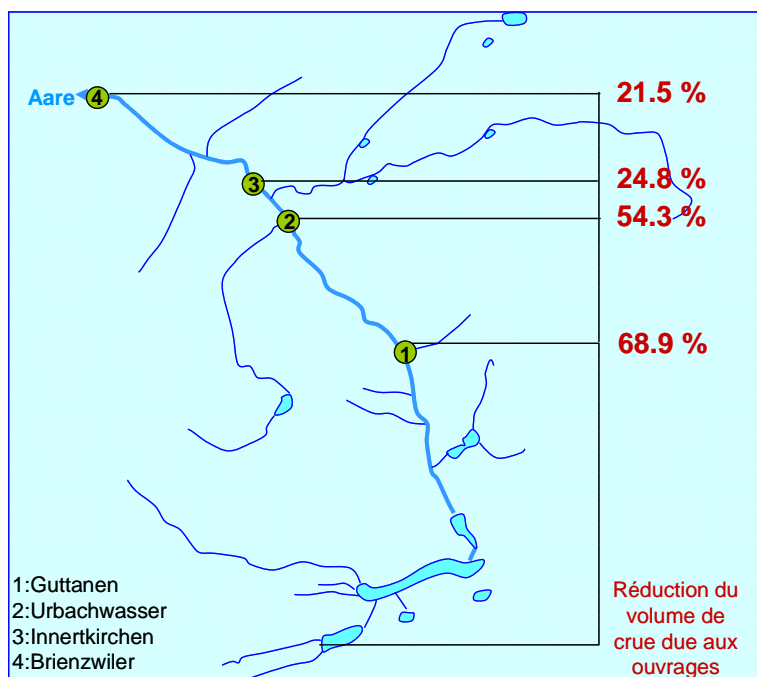 Aare
4
21.5 %
3
24.8 %
2
54.3 %
1
68.9 %
1:Guttanen
2:Urbachwasser
3:Innertkirchen
4:Brienzwiler
Réduction du
volume de
crue due aux
ouvrages